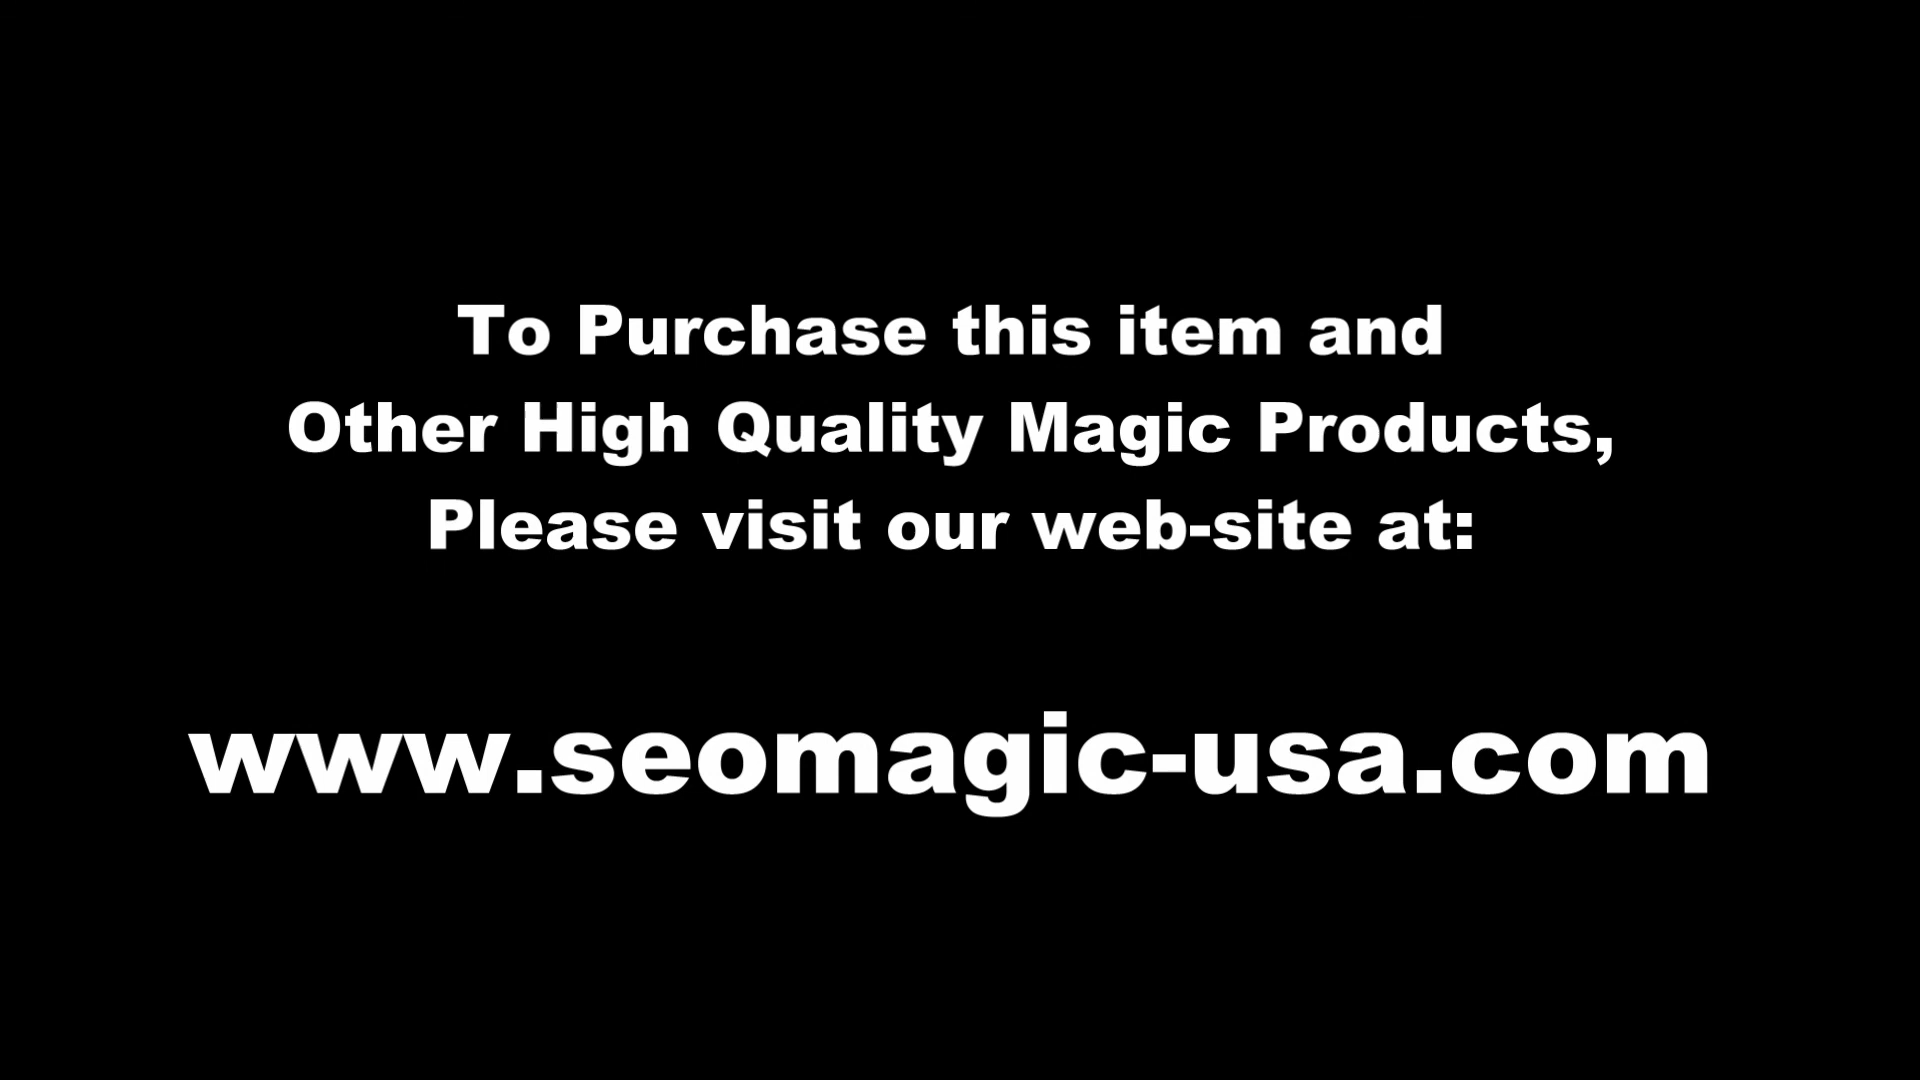 To Purchase this item and
Other High Quality Magic Products,
Please visit our web-site at:
www.seomagic-usa.com